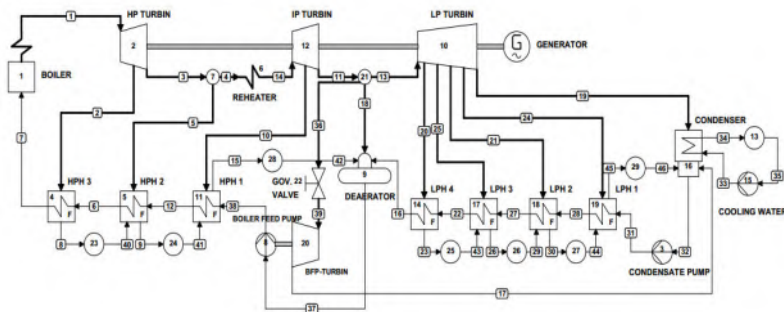 HP TURBIN
IP TURBIN
LP TURBIN
1
2
12
10
G
GENERATOR
1
BOILER
3
7
4
6
REHEATER
14
11
21
13
19
2
5
10
36
18
20
25
21
24
CONDENSER
34
13
16
35
33
15
COOLING WATER
7
15
28
42
9
DEAERATOR
GOV. 22
VALVE
39
45
29
46
HPH 3
HPH 2
HPH 1
LPH 4
LPH 3
LPH 2
LPH 1
4
F
6
5
F
12
11
F
38
BOILER FEED PUMP
8
20
BFP-TURBIN
16
14
F
22
17
F
27
18
F
28
19
F
31
3
32
CONDENSATE PUMP
8
23
40
9
24
41
23
25
43
26
26
29
30
27
44
17
37